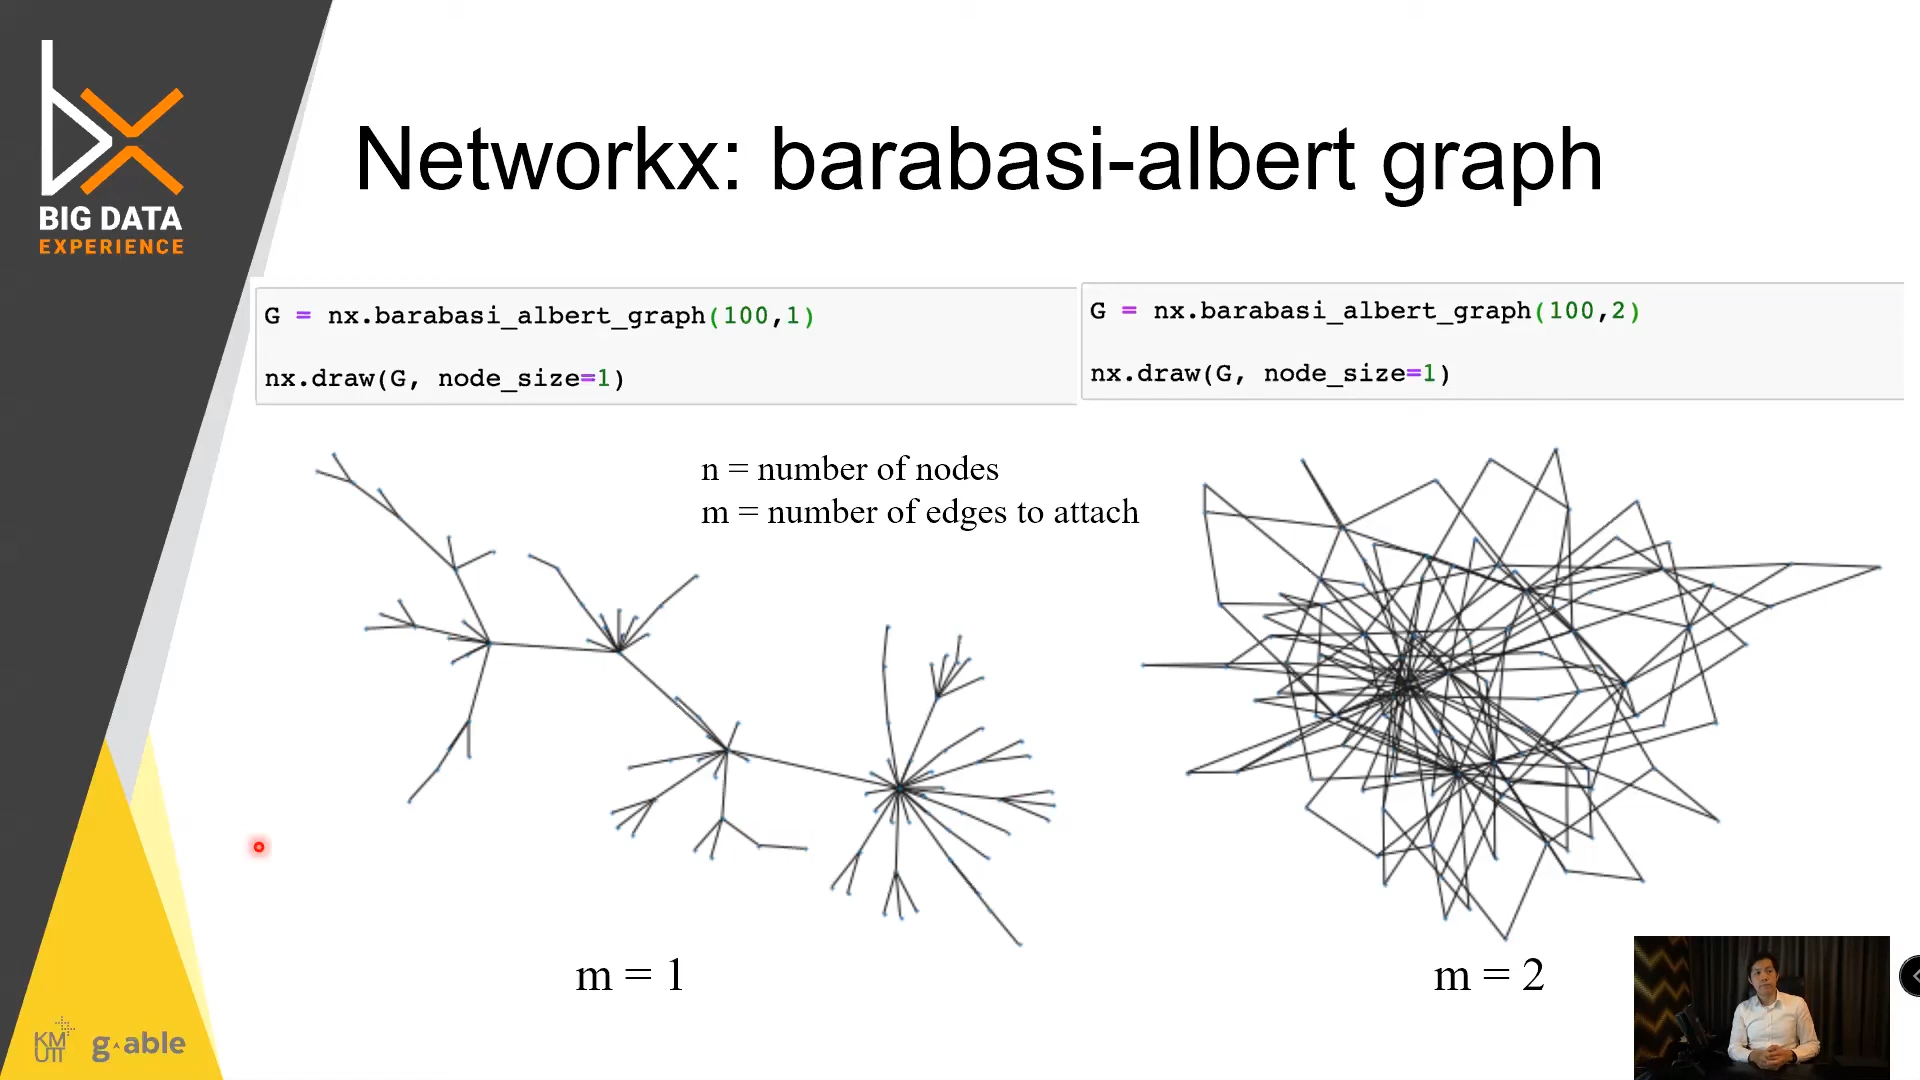 BIG DATA
EXPERIENCE
Networkx: barabasi-albert graph
G = nx.barabasi_albert_graph(100,1)
nx.draw(G, node_size=1)
G = nx.barabasi_albert_graph(100,2)
nx.draw(G, node_size=1)
n = number of nodes
m = number of edges to attach
m = 1
m = 2
KM
UTT
g·able